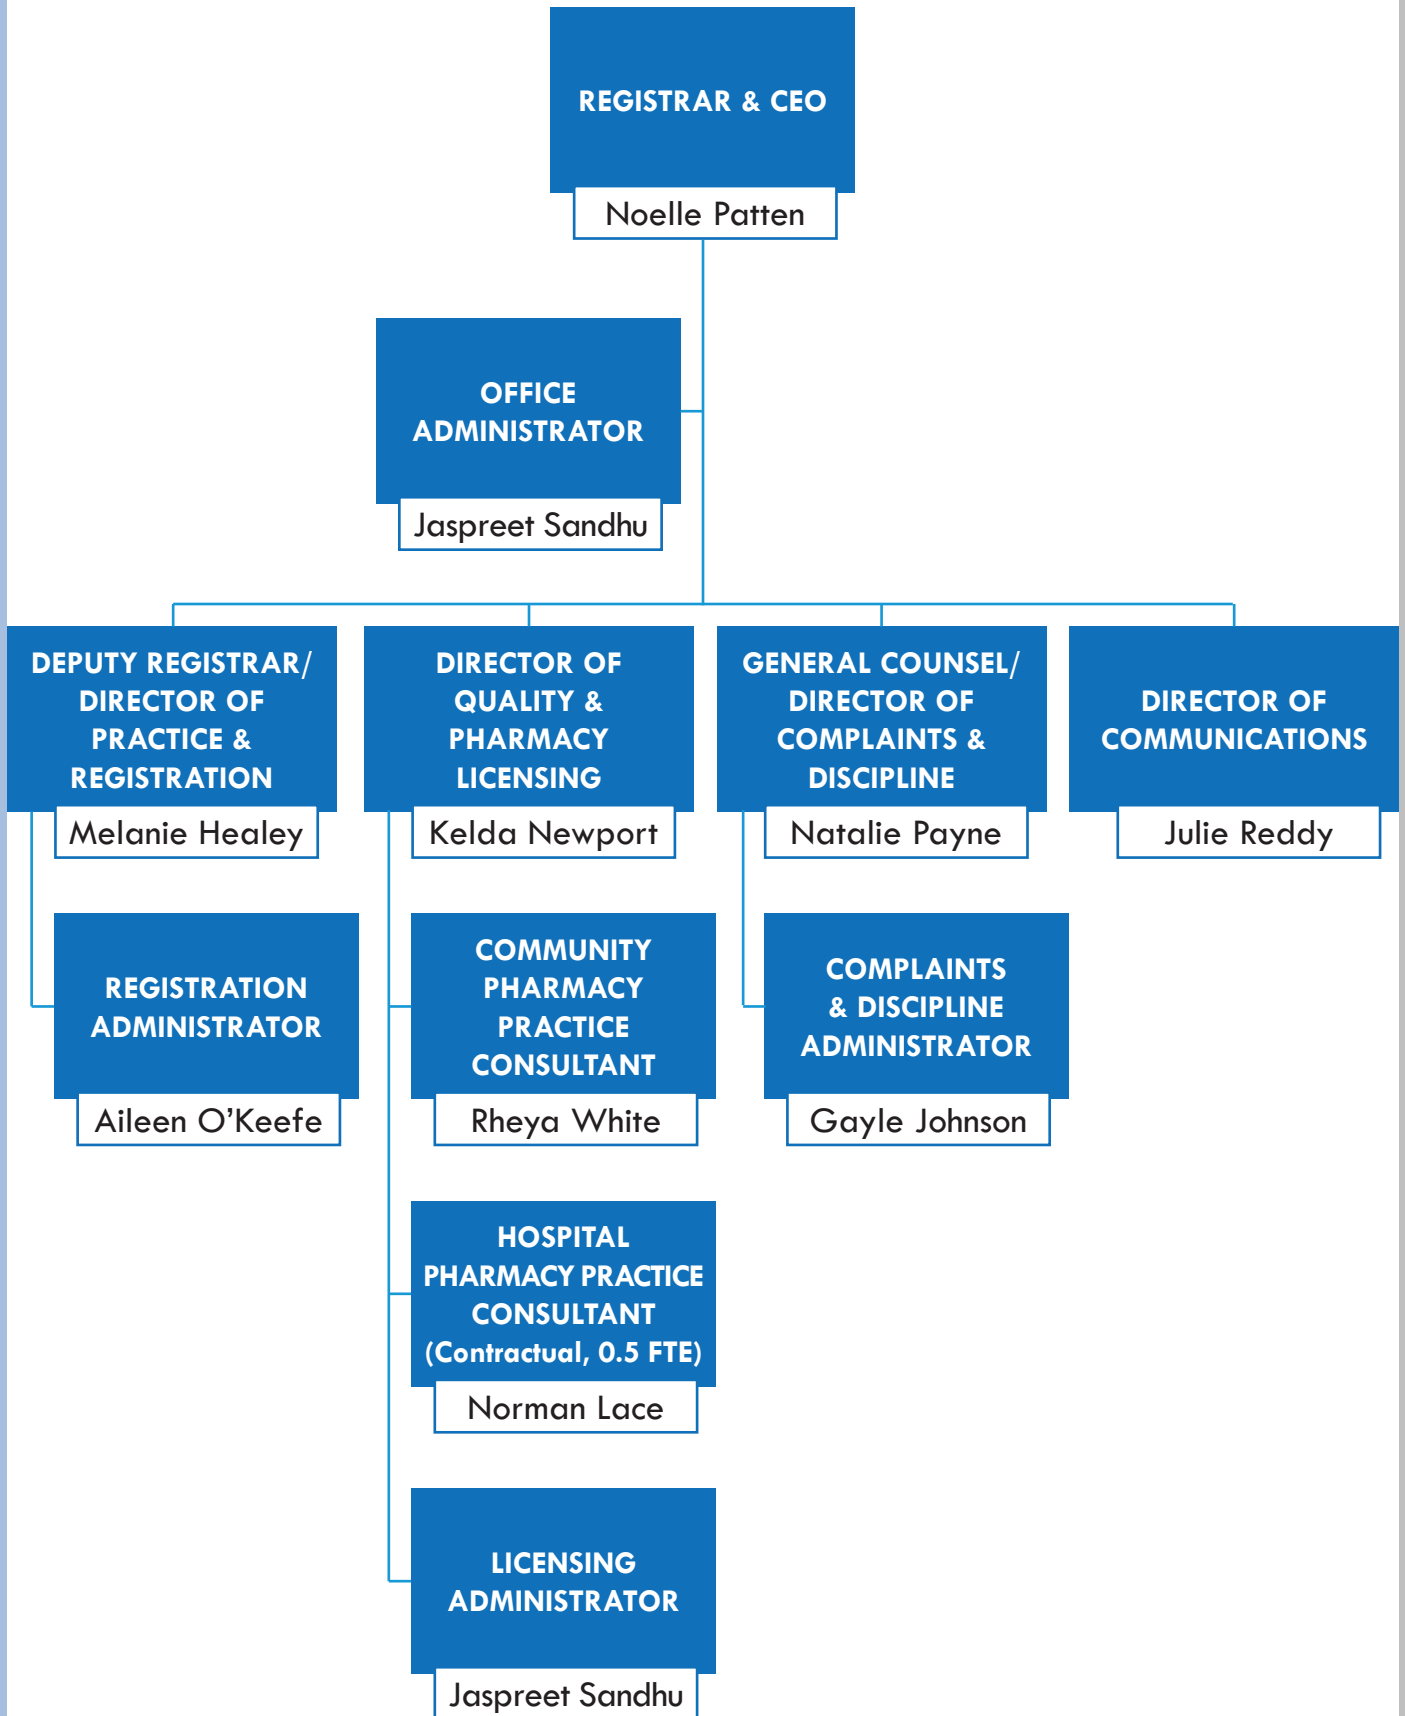 REGISTRAR & CEO
Noelle Patten
OFFICE
ADMINISTRATOR
Jaspreet Sandhu
DEPUTY REGISTRAR/
DIRECTOR OF
PRACTICE &
REGISTRATION
Melanie Healey
DIRECTOR OF
QUALITY &
PHARMACY
LICENSING
Kelda Newport
GENERAL COUNSEL/
DIRECTOR OF
COMPLAINTS &
DISCIPLINE
Natalie Payne
DIRECTOR OF
COMMUNICATIONS
Julie Reddy
REGISTRATION
ADMINISTRATOR
Aileen O’Keefe
COMMUNITY
PHARMACY
PRACTICE
CONSULTANT
Rheya White
COMPLAINTS
& DISCIPLINE
ADMINISTRATOR
Gayle Johnson
HOSPITAL
PHARMACY PRACTICE
CONSULTANT
(Contractual, 0.5 FTE)
Norman Lace
LICENSING
ADMINISTRATOR
Jaspreet Sandhu